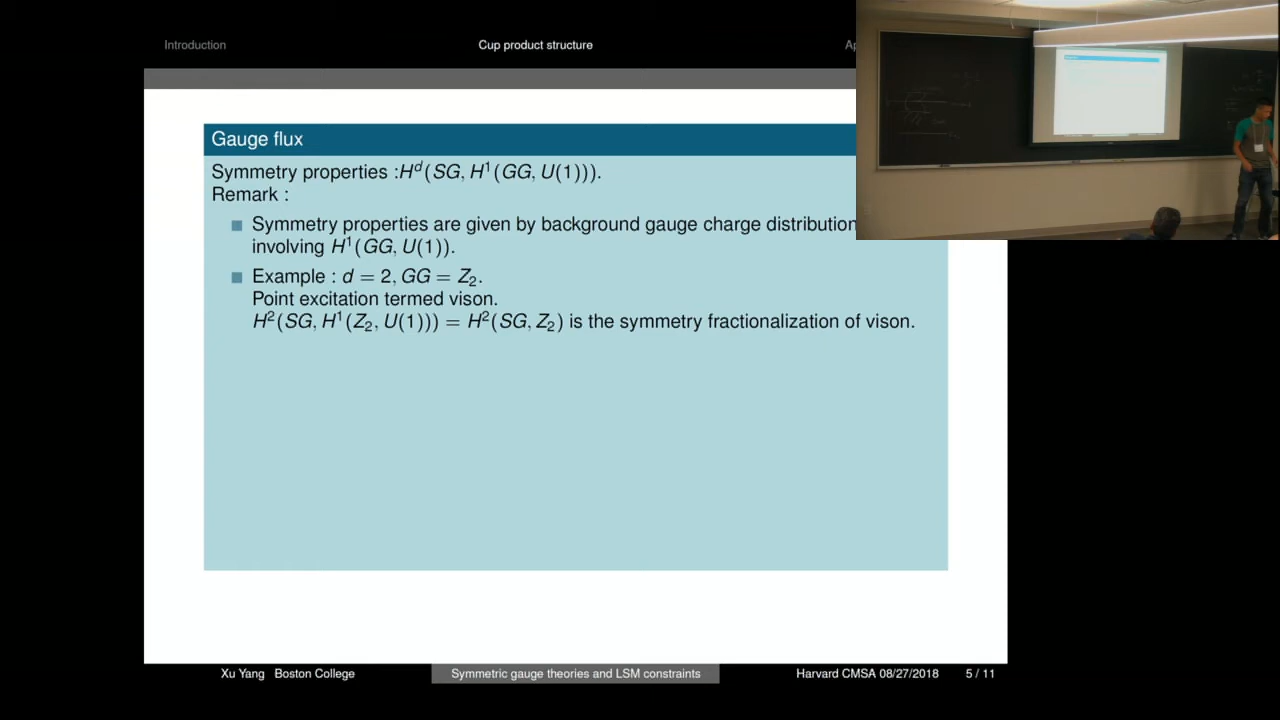 Introduction
Cup product structure
Ap
Gauge flux
Symmetry properties :H^d(SG, H^1(GG, U(1))).
Remark :
Symmetry properties are given by background gauge charge distribution
involving H^1(GG, U(1)).
Example : d = 2, GG = Z_2.
Point excitation termed vison.
H^2(SG, H^1(Z_2, U(1))) = H^2(SG, Z_2) is the symmetry fractionalization of vison.
Xu Yang Boston College
Symmetric gauge theories and LSM constraints
Harvard CMSA 08/27/2018
5 / 11